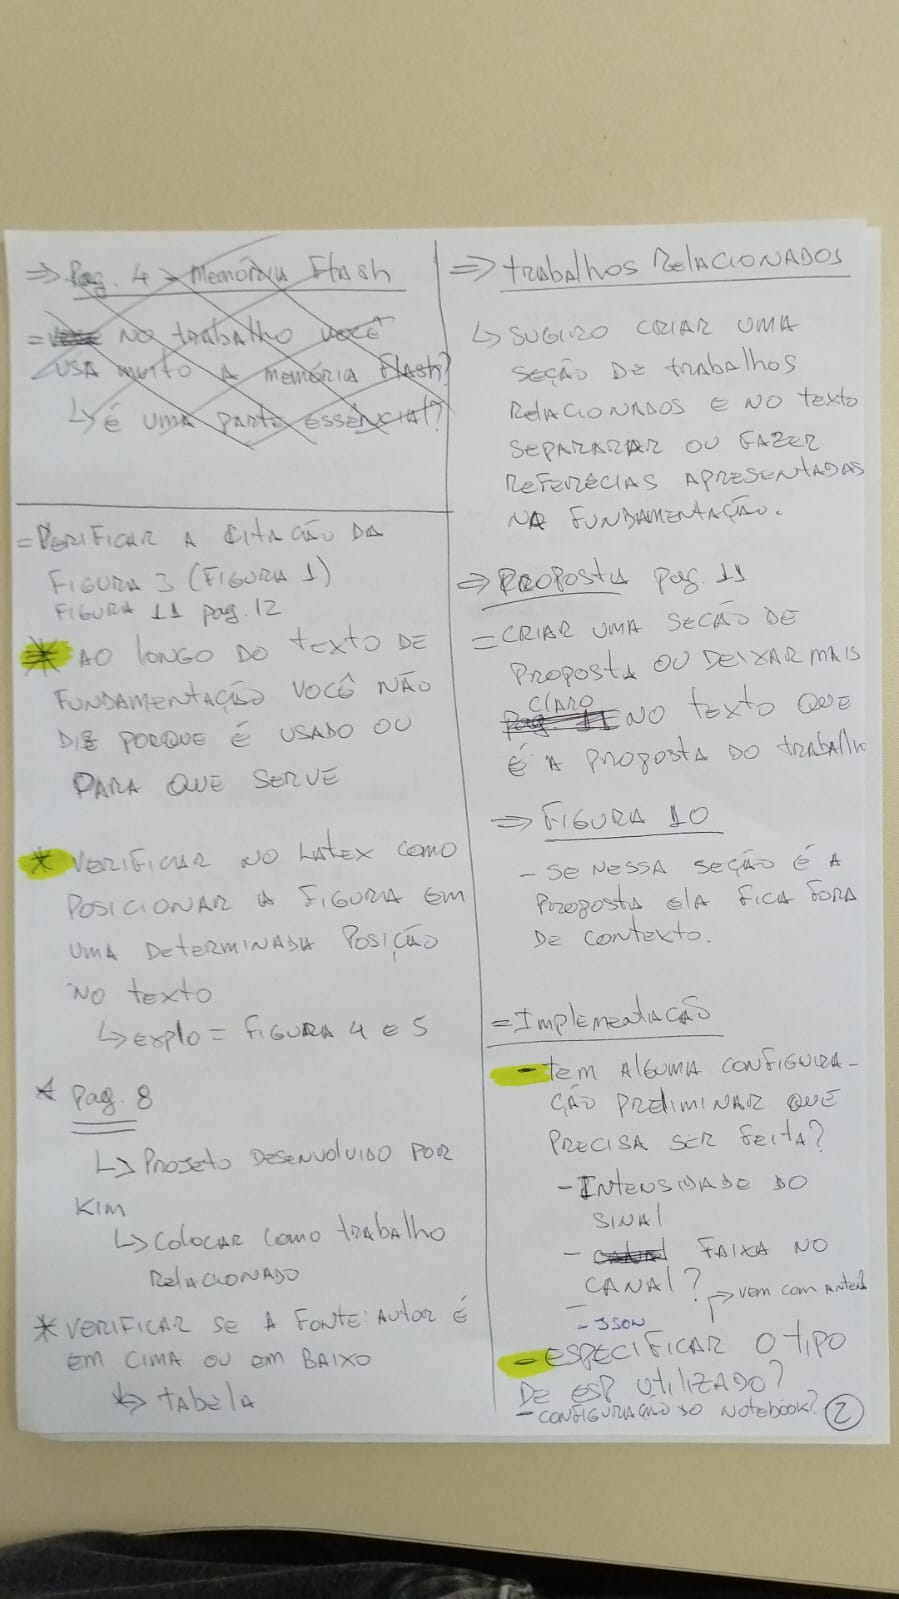 ⇒ Pag. 4 > Memória Flash
= No trabalho você
USA muito A memória Flash?
↳ é UMA parte essencial?
= VERIFICAR A CITAÇÃO DA
FIGURA 3 (FIGURA 1)
FIGURA 11 pag. 12
* AO LONGO DO TEXTO DE
FUNDAMENTAÇÃO VOCÊ NÃO
DIZ PORQUE É USADO OU
PARA QUE SERVE
* VERIFICAR NO LATEX COMO
POSICIONAR A FIGURA EM
UMA DETERMINADA POSIÇÃO
NO TEXTO
↳ explo = FIGURA 4 E 5
* Pag. 8
↳ PROJETO DESENVOLVIDO POR
KIM
↳ COLOCAR COMO TRABALHO
RELACIONADO
* VERIFICAR SE A FONTE: AUTOR É
EM CIMA OU EM BAIXO
↳ tABELA
⇒ TRABALHOS RELACIONADOS
↳ SUGIRO CRIAR UMA
SEÇÃO DE TRABALHOS
RELACIONADOS E NO TEXTO
SEPARARAR OU FAZER
REFERÊCIAS APRESENTADAS
NA FUNDAMENTAÇÃO.
⇒ PROPOSTA pag. 11
= CRIAR UMA SEÇÃO DE
PROPOSTA OU DEIXAR MAIS
CLARO
NO TEXTO QUE
É A PROPOSTA DO TRABALH
⇒ FIGURA 10
- SE NESSA SEÇÃO É A
PROPOSTA ELA FICA FORA
DE CONTEXTO.
= Implementação
- TEM ALGUMA CONFIGURA-
ÇÃO PRELIMINAR QUE
PRECISA SER FEITA?
- INTENSIDADE DO
SINAL
- FAIXA NO
CANAL? → VEM COM ANTEN
- JSON
- ESPECIFICAR O TIPO
DE ESP UTILIZADO?
- CONFIGURAÇÃO DO NOTEBOOK? 2